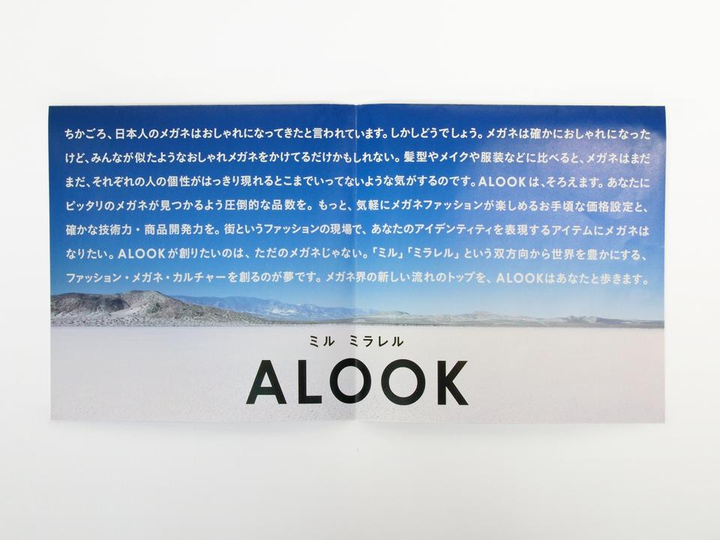 ちかごろ、日本人のメガネはおしゃれになってきたと言われています。しかしどうでしょう。メガネは確かにおしゃれになった
けど、みんなが似たようなおしゃれメガネをかけてるだけかもしれない。髪型やメイクや服装などに比べると、メガネはまだ
まだ、それぞれの人の個性がはっきり現れるとこまでいってないような気がするのです。ALOOKは、そろえます。あなたに
ピッタリのメガネが見つかるよう圧倒的な品数を。もっと、気軽にメガネファッションが楽しめるお手頃な価格設定と、
確かな技術力・商品開発力を。街というファッションの現場で、あなたのアイデンティティを表現するアイテムにメガネは
なりたい。ALOOKが創りたいのは、ただのメガネじゃない。「ミル」「ミラレル」という双方向から世界を豊かにする、
ファッション・メガネ・カルチャーを創るのが夢です。メガネ界の新しい流れのトップを、ALOOKはあなたと歩きます。
ミル ミラレル
ALOOK